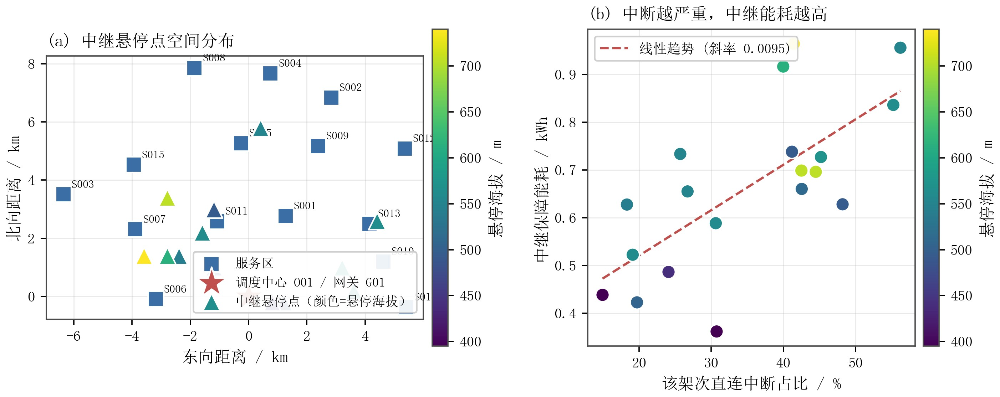 (a) 中继悬停点空间分布
S008
S004
S002
S009
S015
S003
S011
S001
S013
S007
S010
S006
服务区
调度中心 O01 / 网关 G01
中继悬停点（颜色=悬停海拔）
8
6
4
2
0
北向距离 / km
−6
−4
−2
0
2
4
东向距离 / km
700
650
600
550
500
450
400
悬停海拔 / m
(b) 中断越严重，中继能耗越高
线性趋势 (斜率 0.0095)
0.9
0.8
0.7
0.6
0.5
0.4
中继保障能耗 / kWh
20
30
40
50
该架次直连中断占比 / %
700
650
600
550
500
450
400
悬停海拔 / m